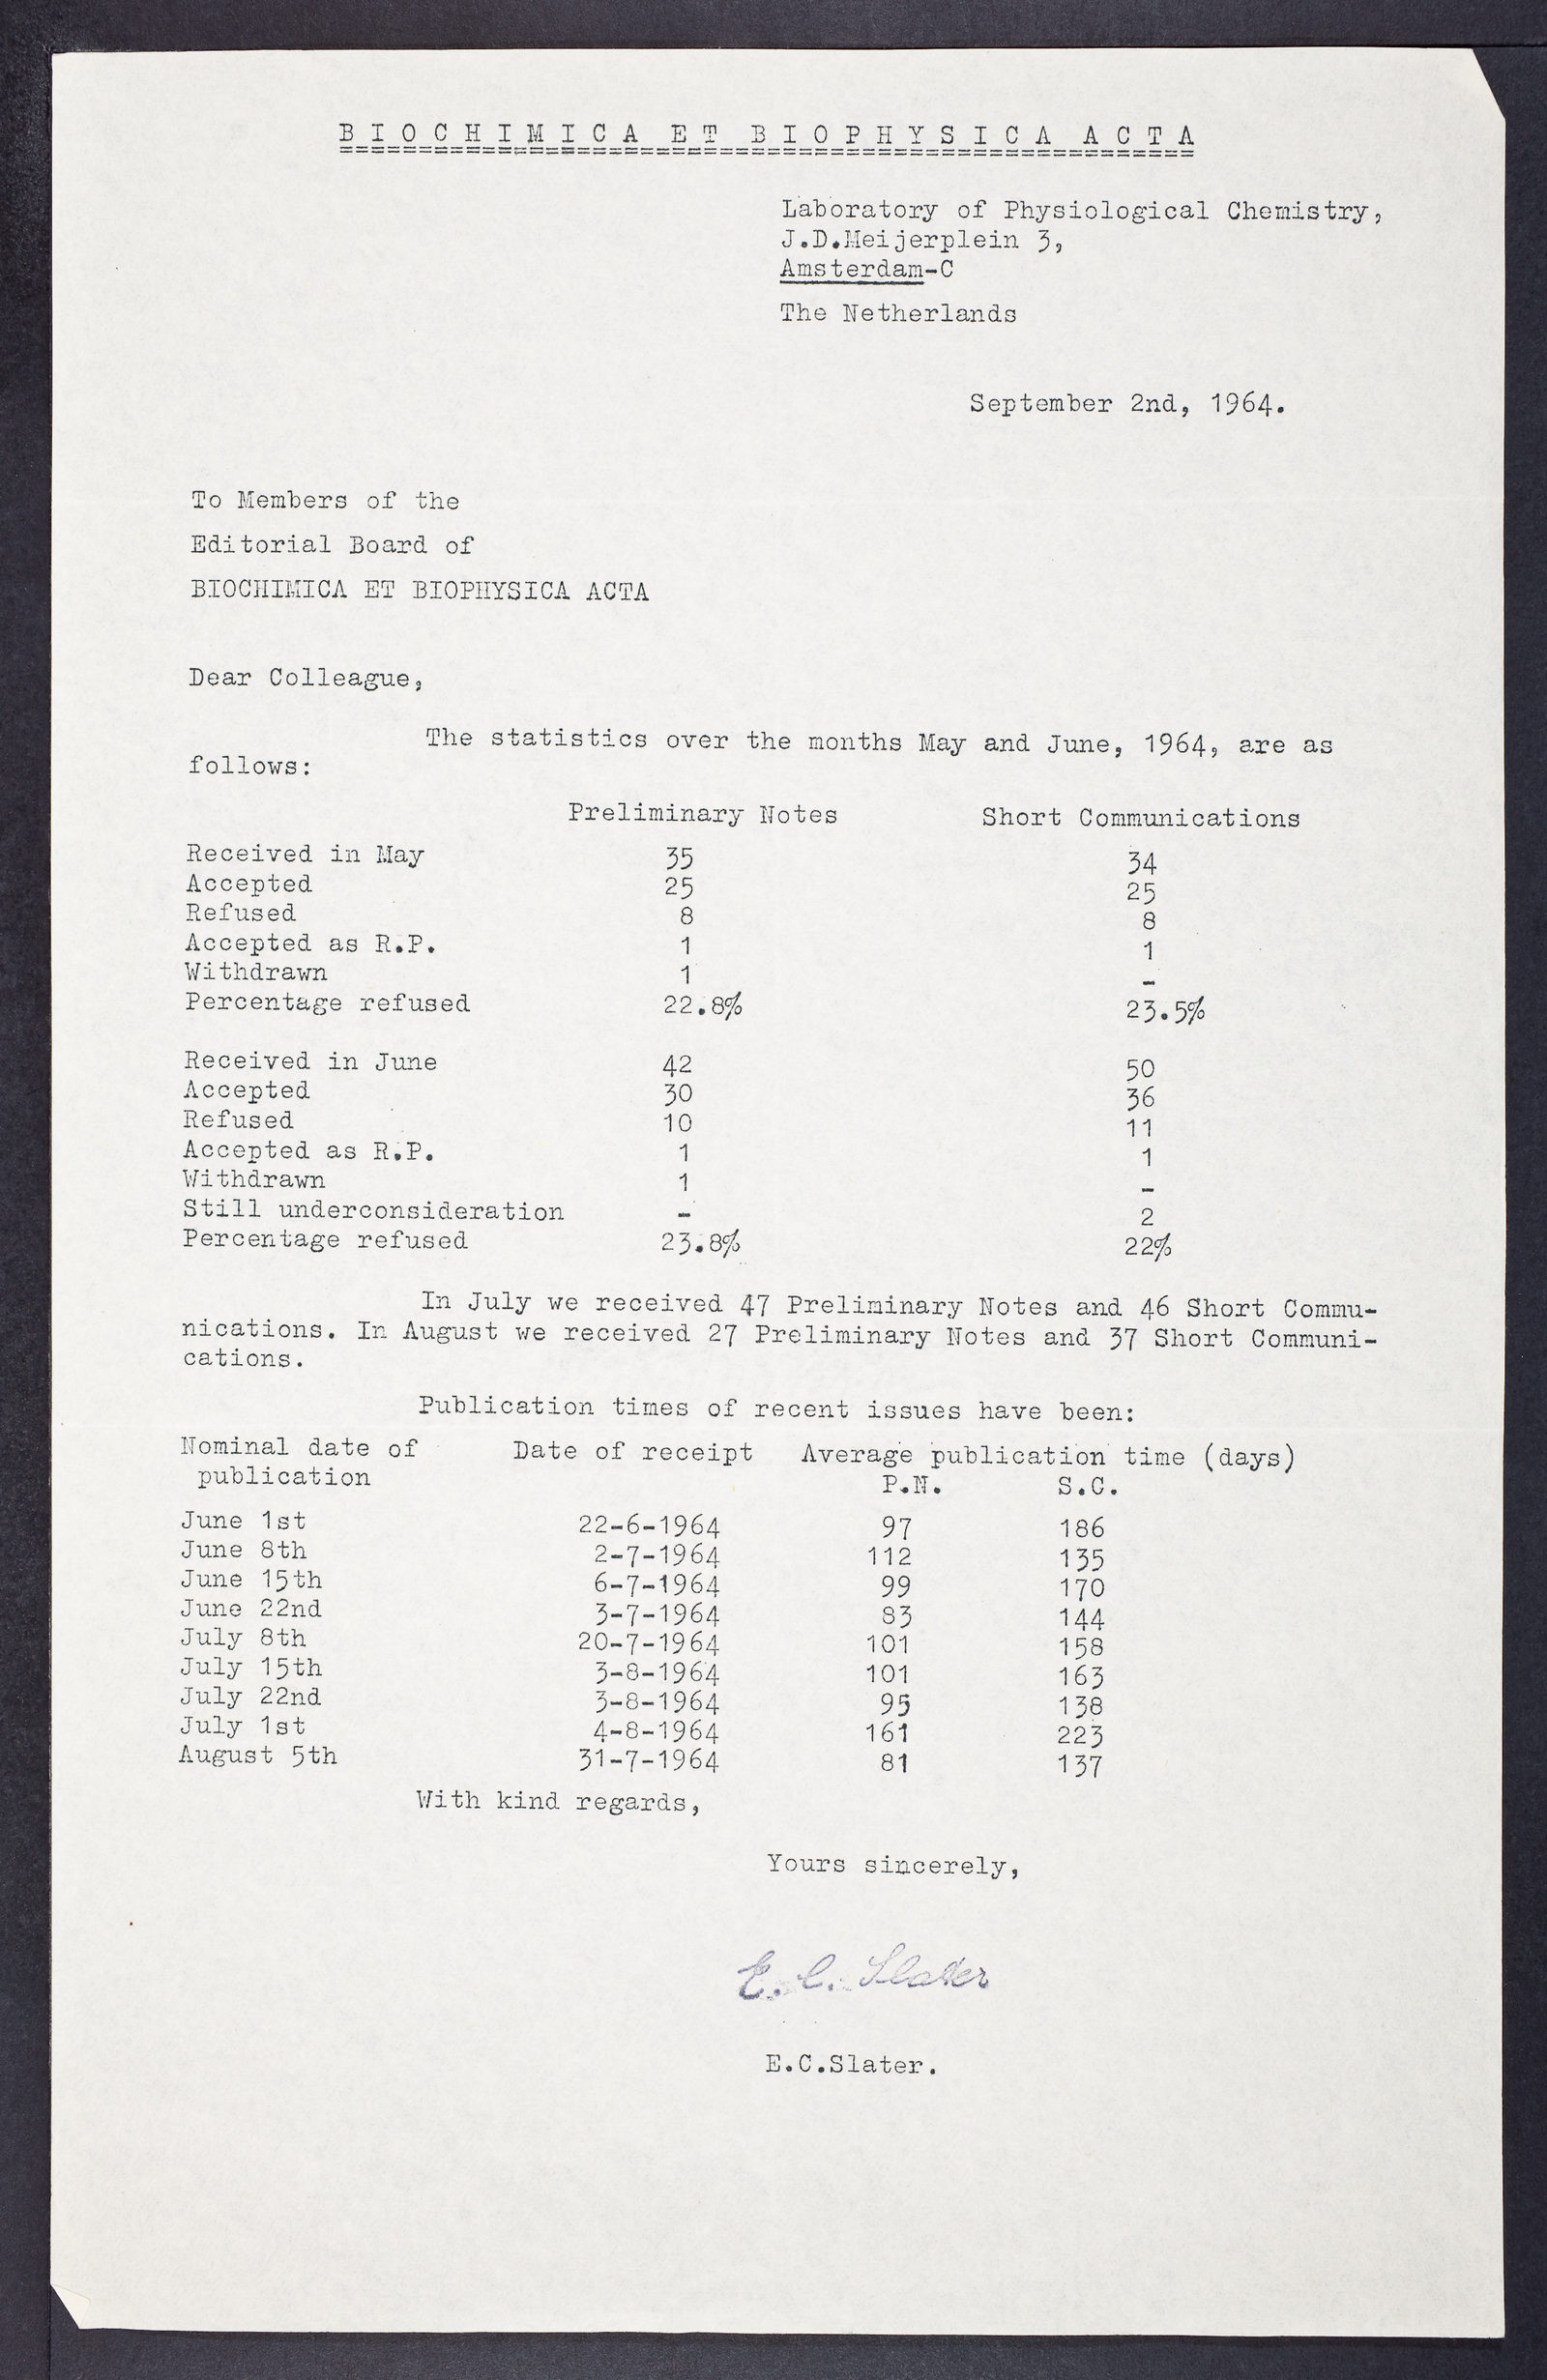 BIOCHIMICA ET BIOPHYSICA ACTA
Laboratory of Physiological Chemistry,
J.D.Meijerplein 3,
Amsterdam-C
The Netherlands
September 2nd, 1964.
To Members of the
Editorial Board of
BIOCHIMICA ET BIOPHYSICA ACTA
Dear Colleague,
The statistics over the months May and June, 1964, are as
follows:
Preliminary Notes Short Communications
Received in May 35 34
Accepted 25 25
Refused 8 8
Accepted as R.P. 1 1
Withdrawn 1 -
Percentage refused 22.8% 23.5%
Received in June 42 50
Accepted 30 36
Refused 10 11
Accepted as R.P. 1 1
Withdrawn 1 -
Still underconsideration - 2
Percentage refused 23.8% 22%
In July we received 47 Preliminary Notes and 46 Short Commu-
nications. In August we received 27 Preliminary Notes and 37 Short Communi-
cations.
Publication times of recent issues have been:
Nominal date of Date of receipt Average publication time (days)
publication P.N. S.C.
June 1st 22-6-1964 97 186
June 8th 2-7-1964 112 135
June 15th 6-7-1964 99 170
June 22nd 3-7-1964 83 144
July 8th 20-7-1964 101 158
July 15th 3-8-1964 101 163
July 22nd 3-8-1964 95 138
July 1st 4-8-1964 161 223
August 5th 31-7-1964 81 137
With kind regards,
Yours sincerely,
E. C. Slater
E.C.Slater.